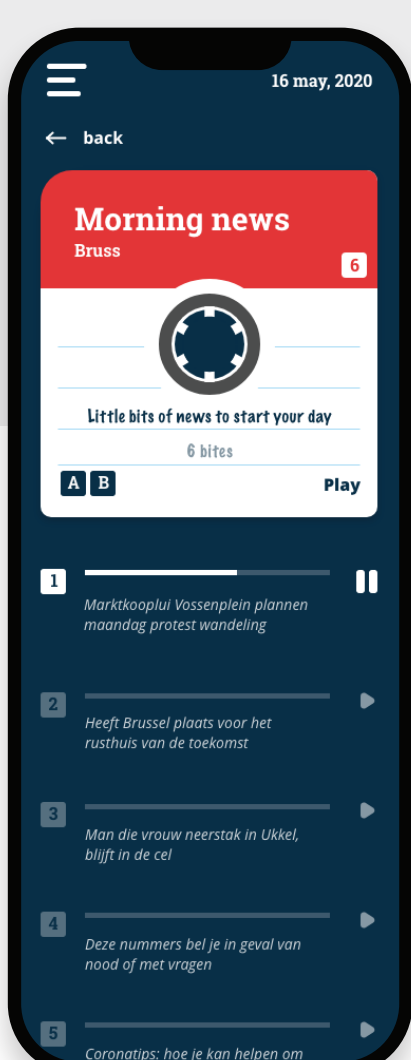 16 may, 2020
back
Morning news
Bruss
6
Little bits of news to start your day
6 bites
A B
Play
1
Marktkooplui Vossenplein plannen
maandag protest wandeling
2
Heeft Brussel plaats voor het
rusthuis van de toekomst
3
Man die vrouw neerstak in Ukkel,
blijft in de cel
4
Deze nummers bel je in geval van
nood of met vragen
5
Coronatips: hoe je kan helpen om